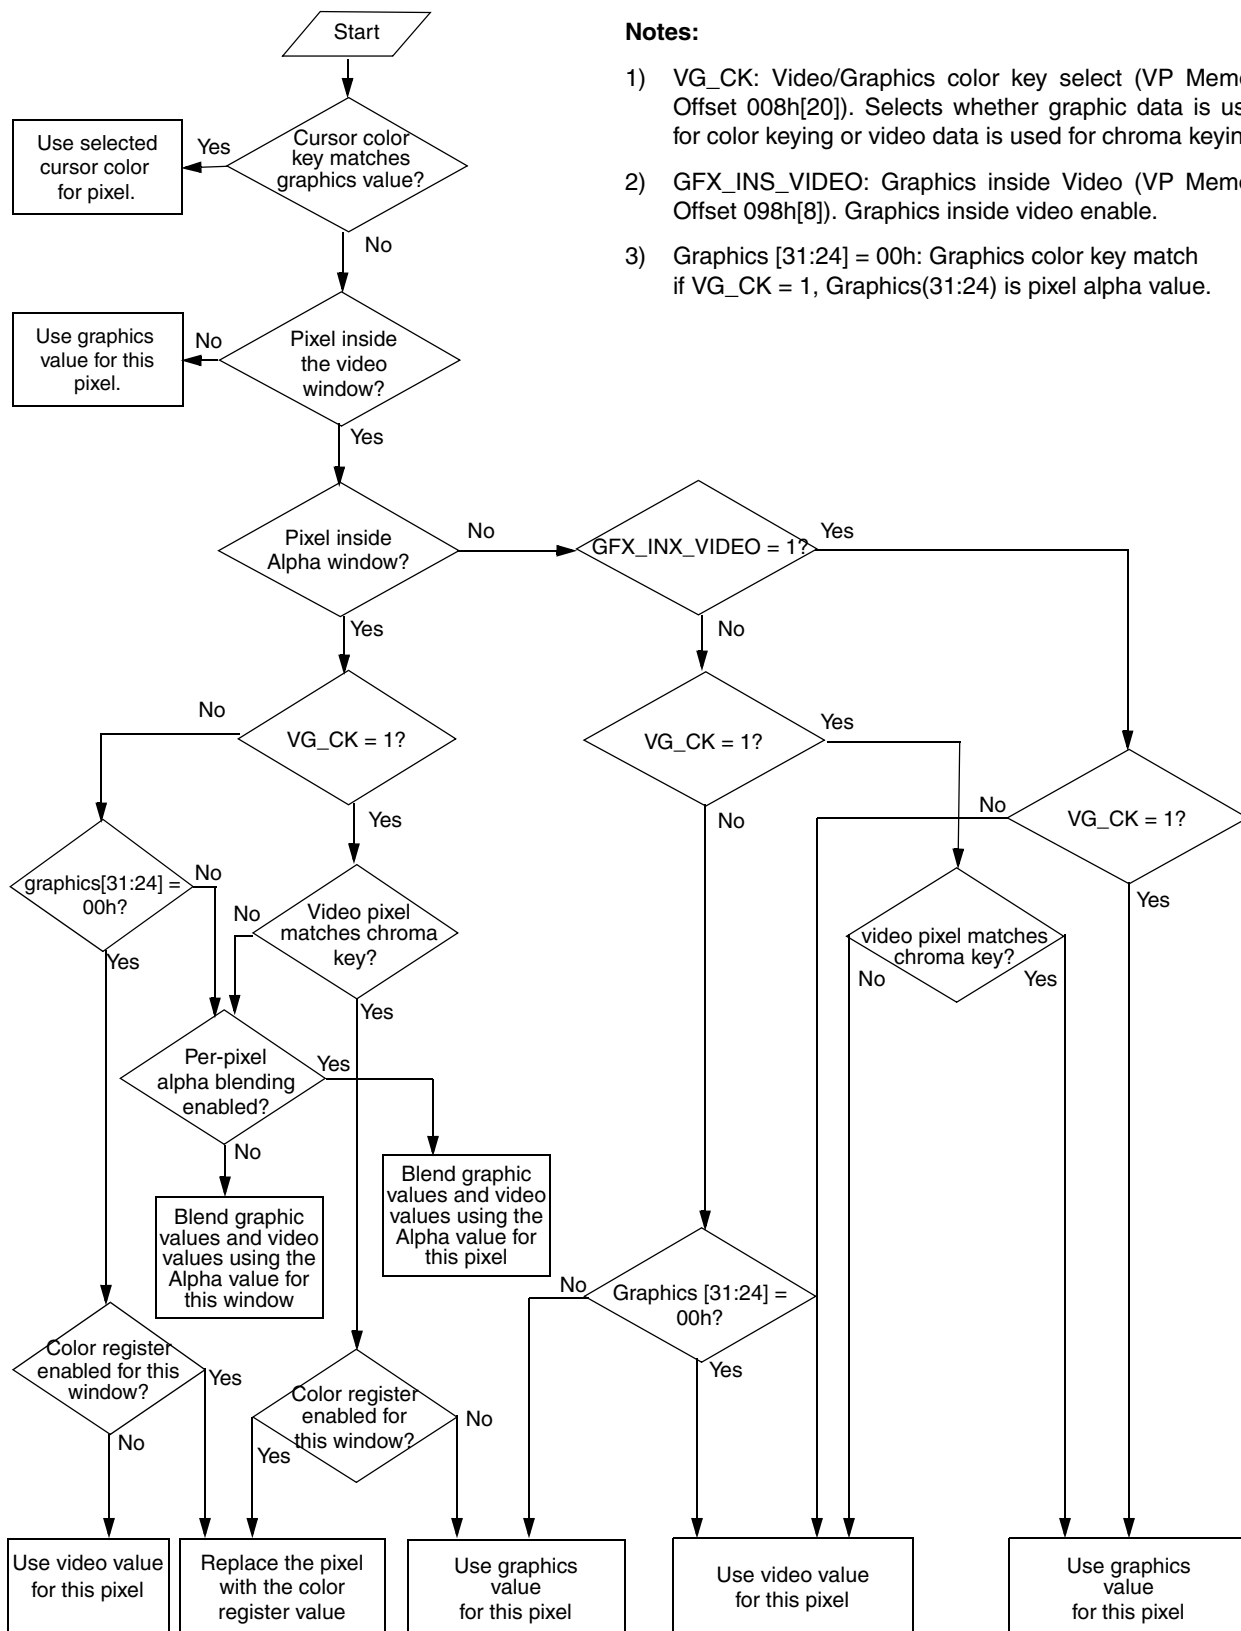 Start
Notes:
1) VG_CK: Video/Graphics color key select (VP
Offset 008h[20]). Selects whether graphic data is
for color keying or video data is used for chroma
2) GFX_INS_VIDEO: Graphics inside Video (VP
Offset 098h[8]). Graphics inside video enable.
3) Graphics [31:24] = 00h: Graphics color key match
if VG_CK = 1, Graphics(31:24) is pixel alpha value.
Cursor color
key matches
graphics value?
Yes
Use selected
cursor color
for pixel.
No
Pixel inside
the video
window?
No
Use graphics
value for this
pixel.
Yes
Pixel inside
Alpha window?
No
GFX_INX_VIDEO = 1?
Yes
Yes
No
VG_CK = 1?
No
Yes
VG_CK = 1?
Yes
No
VG_CK = 1?
No
Yes
graphics[31:24] =
00h?
No
Yes
Video pixel
matches chroma
key?
No
Yes
video pixel matches
chroma key?
No
Yes
Per-pixel
alpha blending
enabled?
Yes
No
Blend graphic
values and video
values using the
Alpha value for
this pixel
Blend graphic
values and video
values using the
Alpha value for
this window
Graphics [31:24] =
00h?
No
Yes
Color register
enabled for this
window?
Yes
No
Color register
enabled for
this window?
No
Yes
Use video value
for this pixel
Replace the pixel
with the color
register value
Use graphics
value
for this pixel
Use video value
for this pixel
Use graphics
value
for this pixel